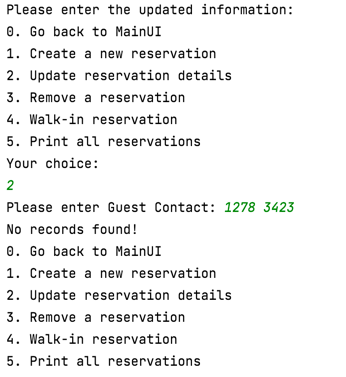 Please enter the updated information:
0. Go back to MainUI
1. Create a new reservation
2. Update reservation details
3. Remove a reservation
4. Walk-in reservation
5. Print all reservations
Your choice:
2
Please enter Guest Contact: 1278 3423
No records found!
0. Go back to MainUI
1. Create a new reservation
2. Update reservation details
3. Remove a reservation
4. Walk-in reservation
5. Print all reservations